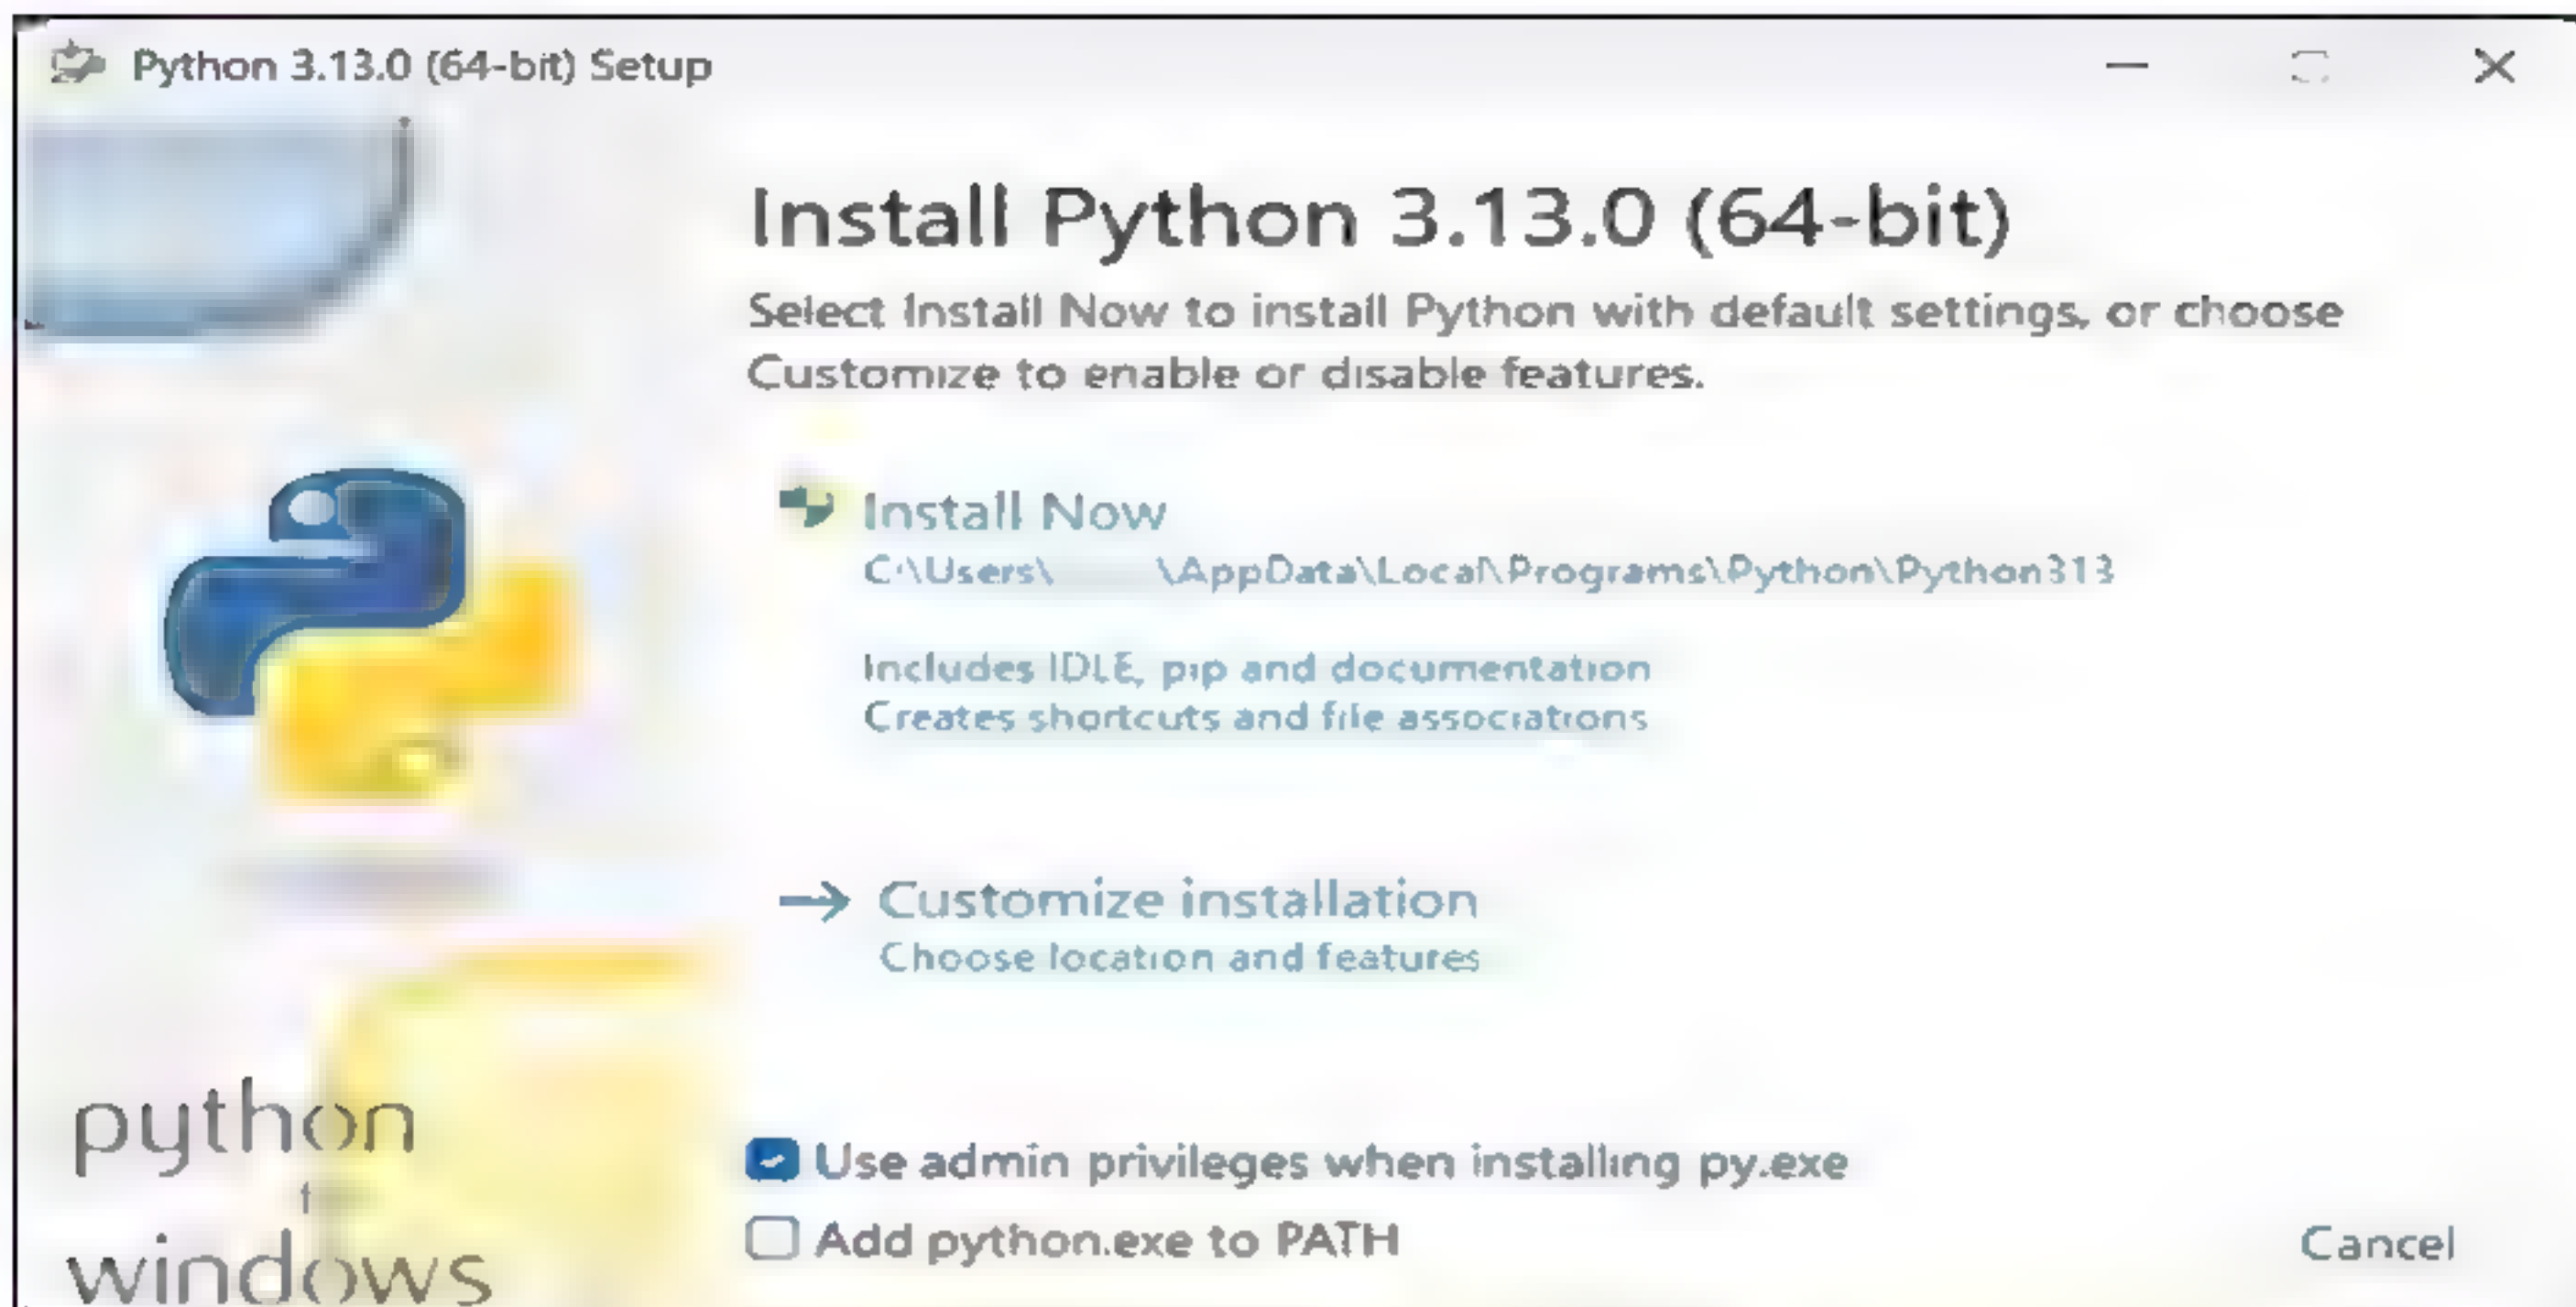 Python 3.13.0 (64-bit) Setup
Install Python 3.13.0 (64-bit)
Select Install Now to install Python with default settings, or choose
Customize to enable or disable features.
Install Now
C:\Users\ \AppData\Local\Programs\Python\Python313
Includes IDLE, pip and documentation
Creates shortcuts and file associations
Customize installation
Choose location and features
python
windows
Use admin privileges when installing py.exe
Add python.exe to PATH
Cancel